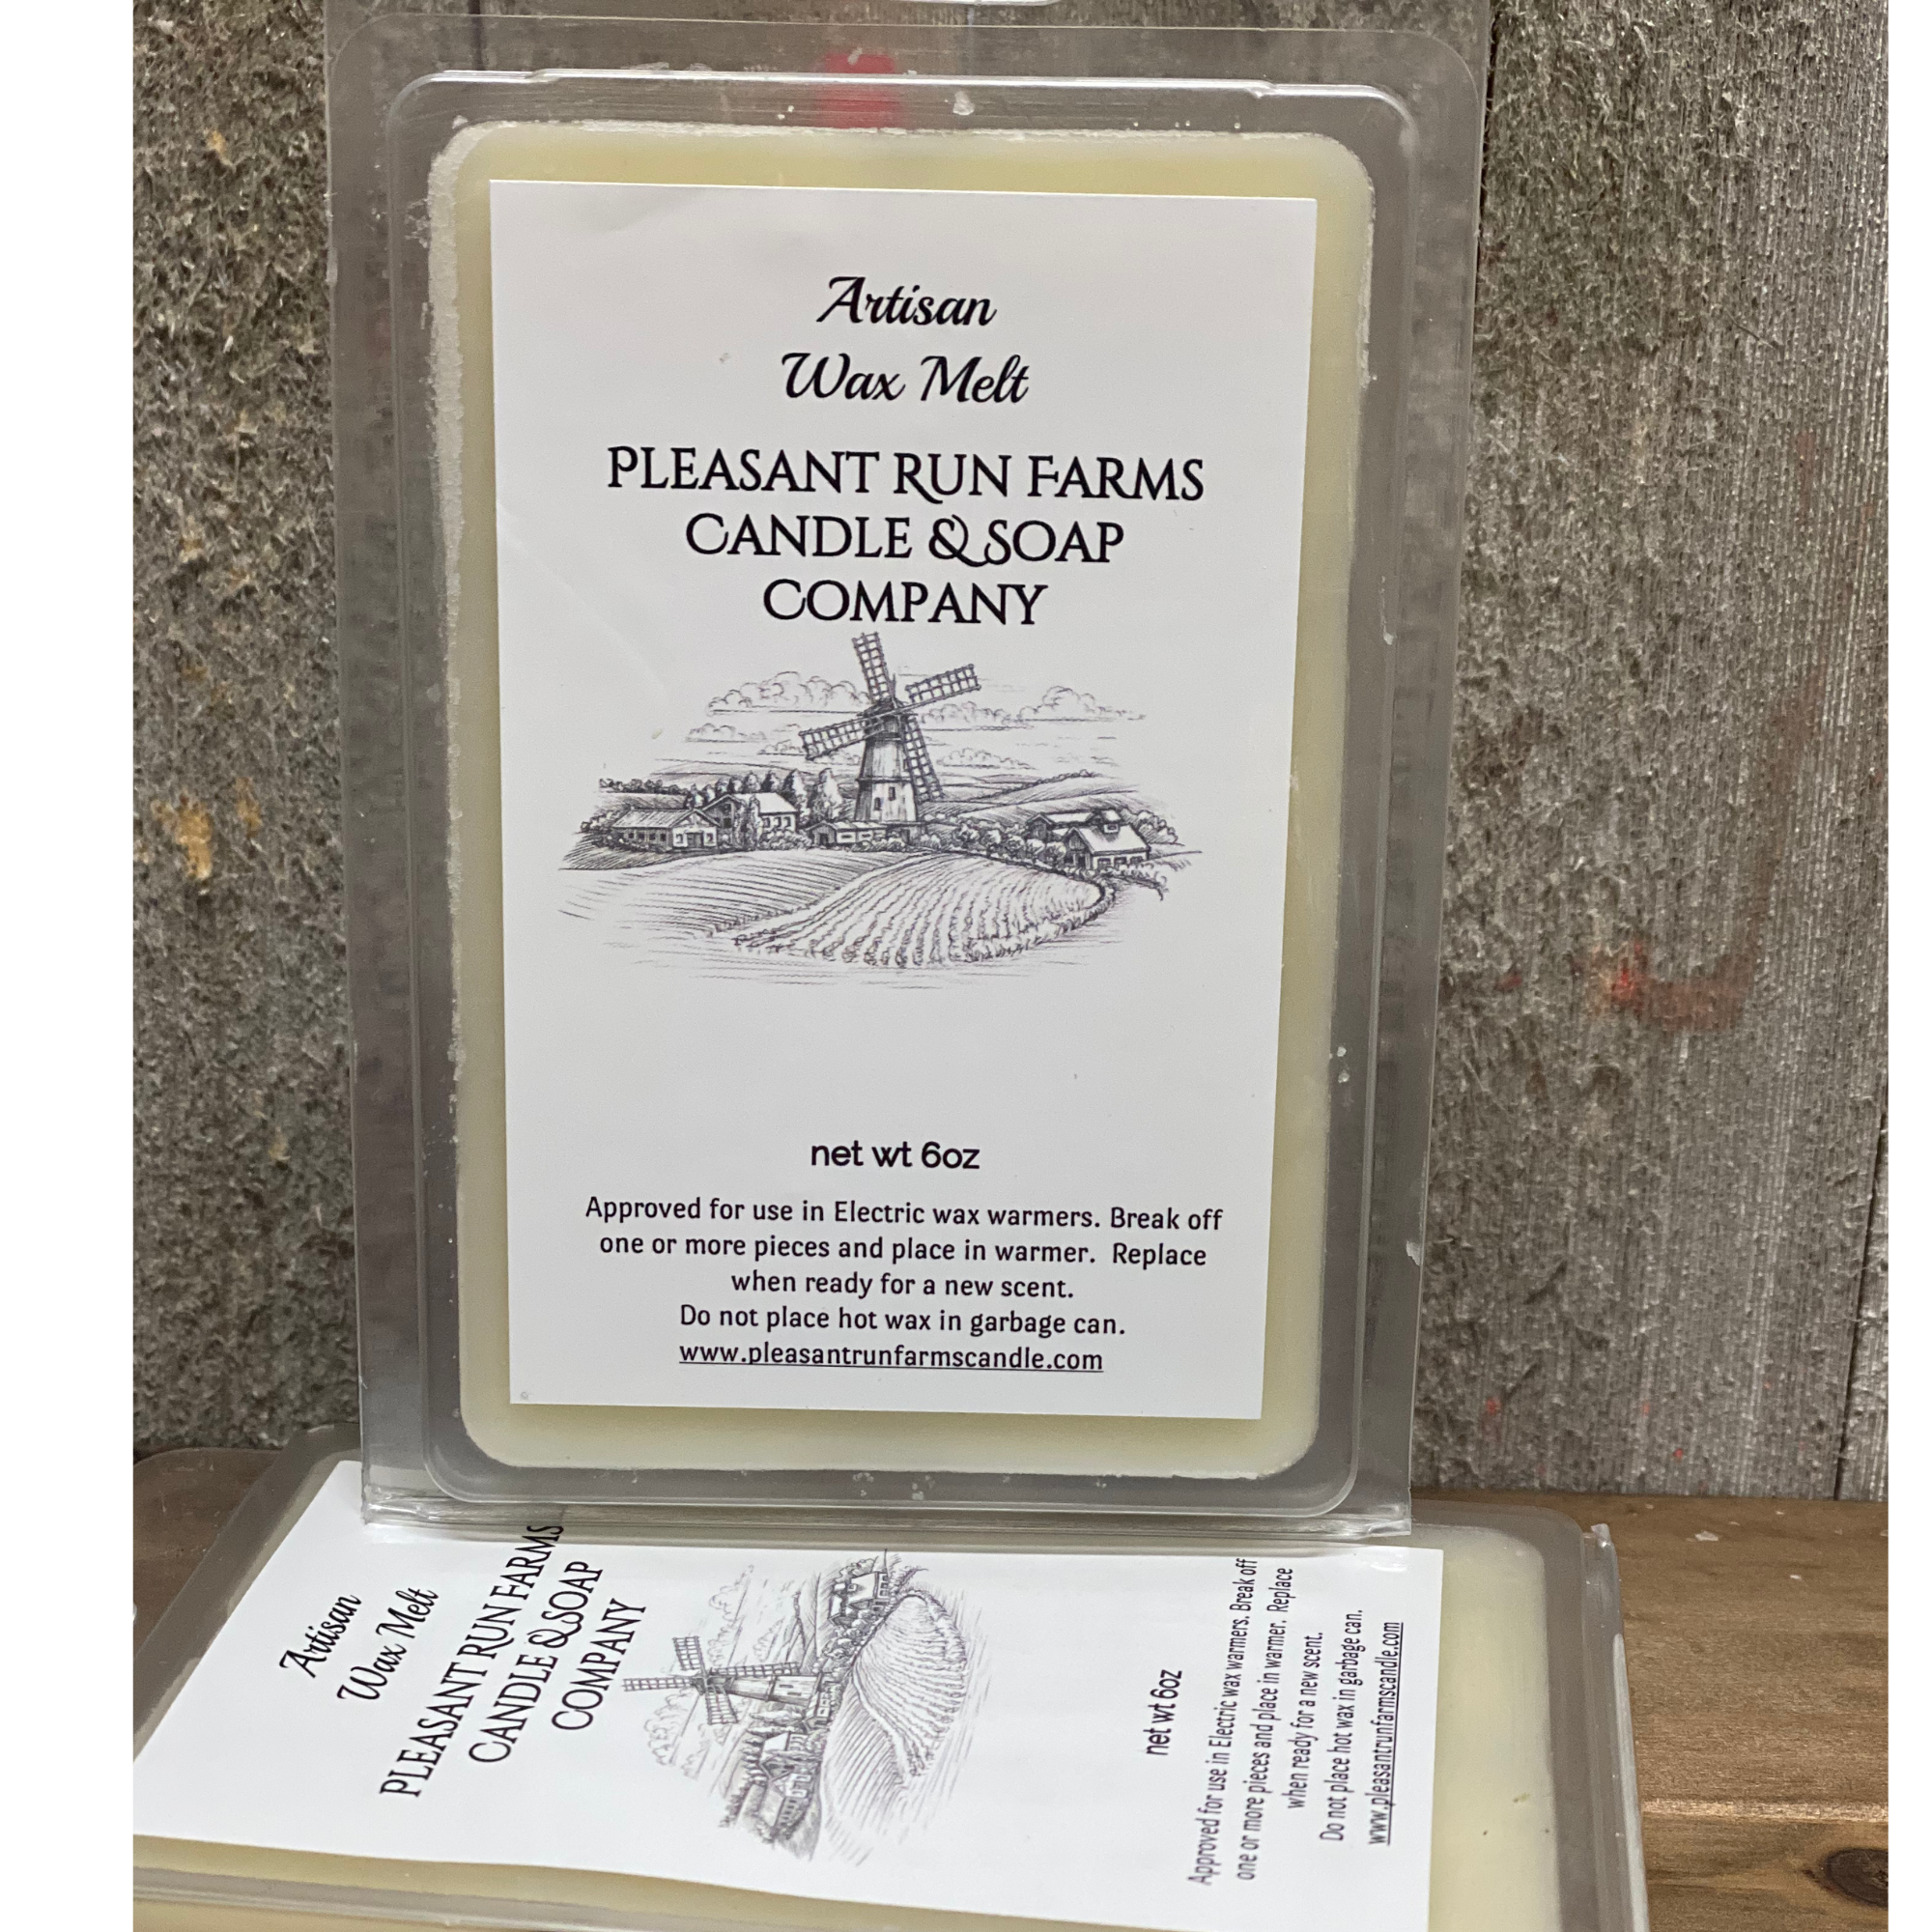 Artisan
Wax Melt
PLEASANT RUN FARMS
CANDLE & SOAP
COMPANY
net wt 6oz
Approved for use in Electric wax warmers. Break off
one or more pieces and place in warmer. Replace
when ready for a new scent.
Do not place hot wax in garbage can.
www.pleasantrunfarmscandle.com
Artisan
Wax Melt
PLEASANT RUN FARMS
CANDLE & SOAP
COMPANY
net wt 6oz
Approved for use in Electric wax warmers. Break off
one or more pieces and place in warmer. Replace
when ready for a new scent.
Do not place hot wax in garbage can.
www.pleasantrunfarmscandle.com